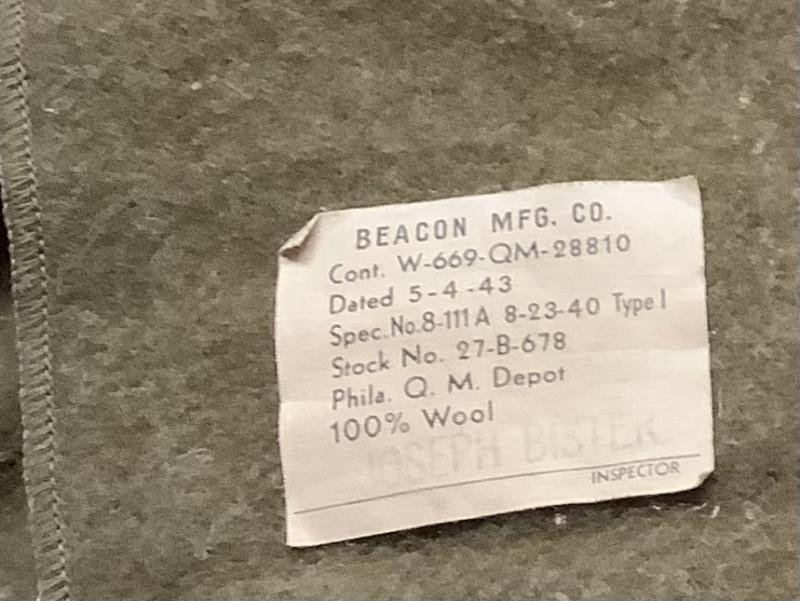 BEACON MFG. CO.
Cont. W-669-QM-28810
Dated 5-4-43
Spec. No. 8-111A 8-23-40 Type I
Stock No. 27-B-678
Phila. Q. M. Depot
100% Wool
JOSEPH BISTER
INSPECTOR